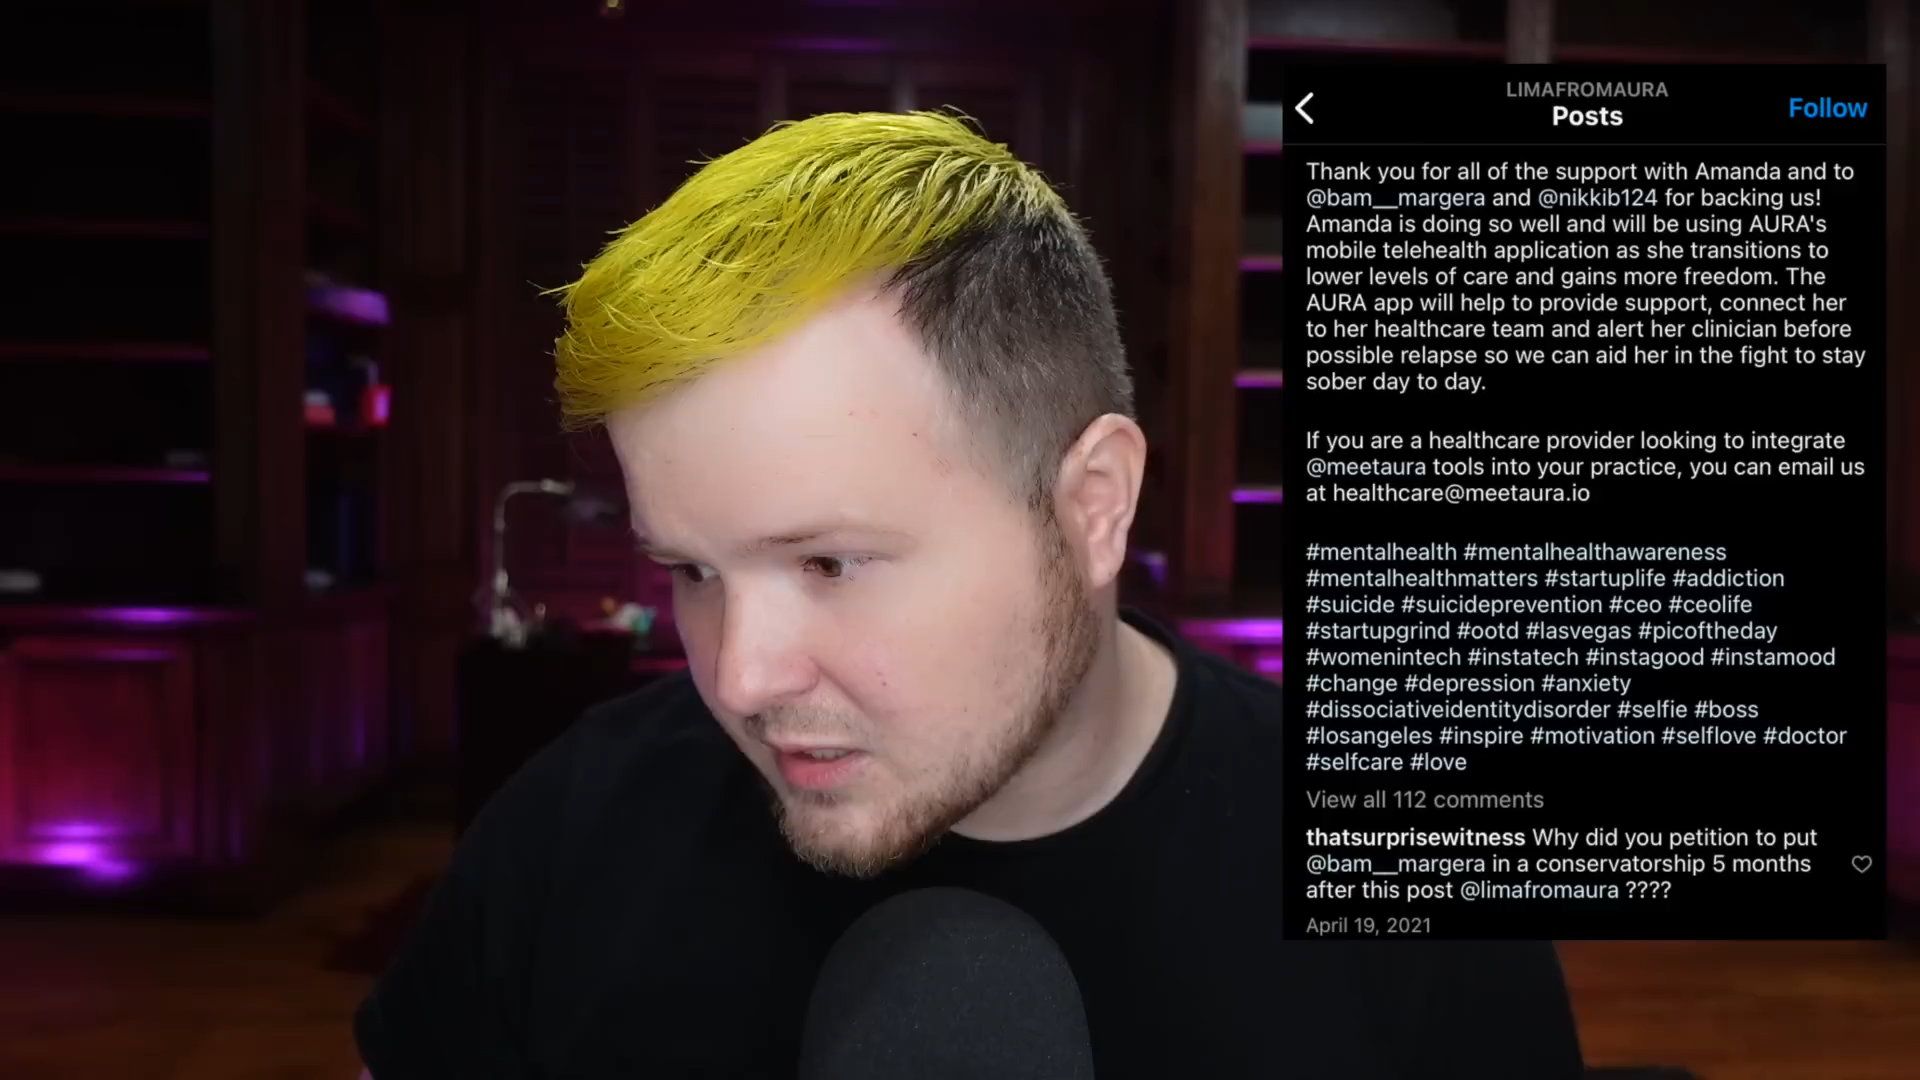 LIMAFROMAURA
Posts
Follow
Thank you for all of the support with Amanda and to
@bam__margera and @nikkib124 for backing us!
Amanda is doing so well and will be using AURA's
mobile telehealth application as she transitions to
lower levels of care and gains more freedom. The
AURA app will help to provide support, connect her
to her healthcare team and alert her clinician before
possible relapse so we can aid her in the fight to stay
sober day to day.
If you are a healthcare provider looking to integrate
@meetaura tools into your practice, you can email us
at healthcare@meetaura.io
#mentalhealth #mentalhealthawareness
#mentalhealthmatters #startuplife #addiction
#suicide #suicideprevention #ceo #ceolife
#startupgrind #ootd #lasvegas #picoftheday
#womenintech #instatech #instagood #instamood
#change #depression #anxiety
#dissociativeidentitydisorder #selfie #boss
#losangeles #inspire #motivation #selflove #doctor
#selfcare #love
View all 112 comments
thatsurprisewitness Why did you petition to put
@bam__margera in a conservatorship 5 months
after this post @limafromaura ????
April 19, 2021